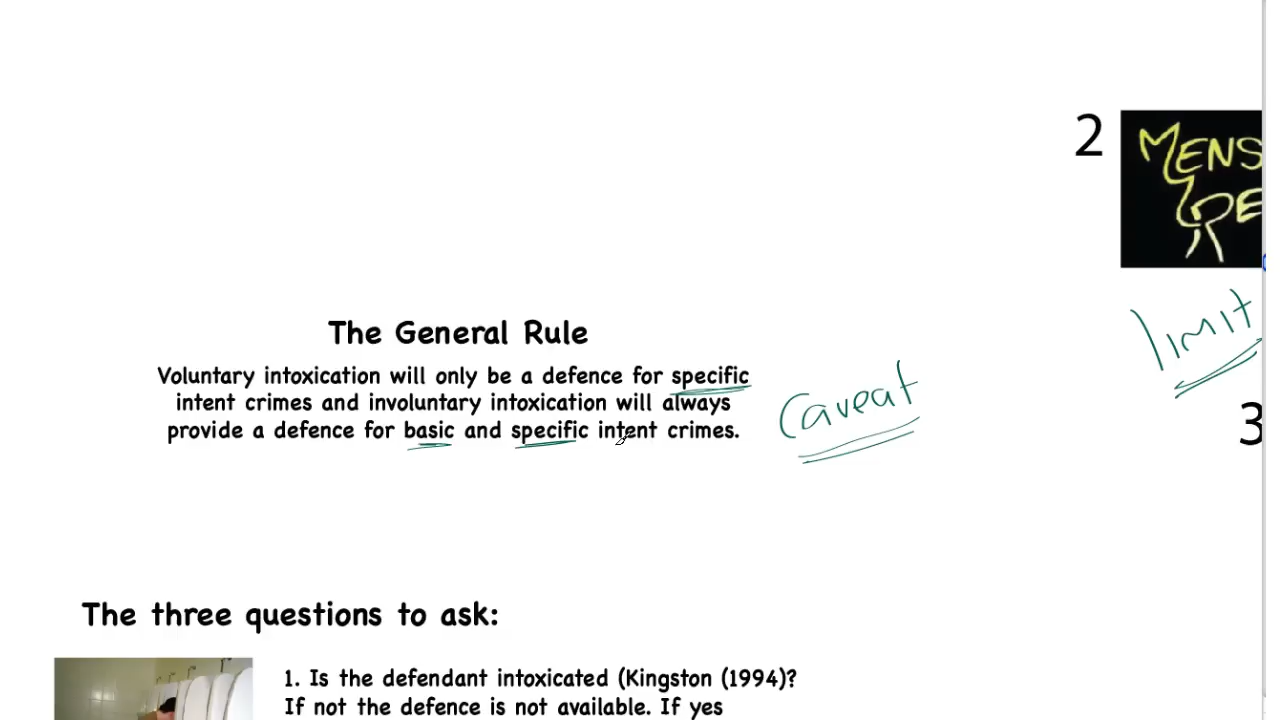 2
MENS
RE
limit
The General Rule
Voluntary intoxication will only be a defence for specific
intent crimes and involuntary intoxication will always
provide a defence for basic and specific intent crimes.
caveat
3
The three questions to ask:
1. Is the defendant intoxicated (Kingston (1994)?
If not the defence is not available. If yes